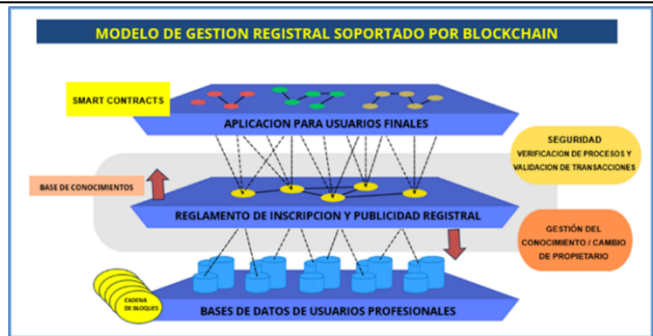 MODELO DE GESTION REGISTRAL SOPORTADO POR BLOCKCHAIN
SMART CONTRACTS
APLICACION PARA USUARIOS FINALES
SEGURIDAD
VERIFICACION DE PROCESOS Y
VALIDACION DE TRANSACCIONES
BASE DE CONOCIMIENTOS
REGLAMENTO DE INSCRIPCION Y PUBLICIDAD REGISTRAL
GESTIÓN DEL
CONOCIMIENTO / CAMBIO
DE PROPIETARIO
CADENA
DE BLOQUES
BASES DE DATOS DE USUARIOS PROFESIONALES